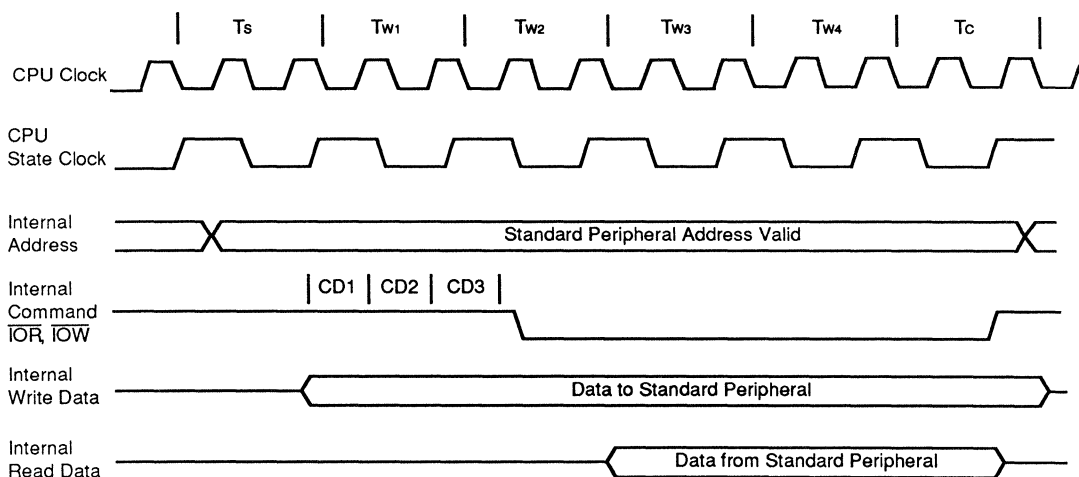 Ts Tw1 Tw2 Tw3 Tw4 Tc
CPU Clock
CPU
State Clock
Internal
Address
Standard Peripheral Address Valid
Internal
Command
IOR, IOW
CD1 CD2 CD3
Internal
Write Data
Data to Standard Peripheral
Internal
Read Data
Data from Standard Peripheral